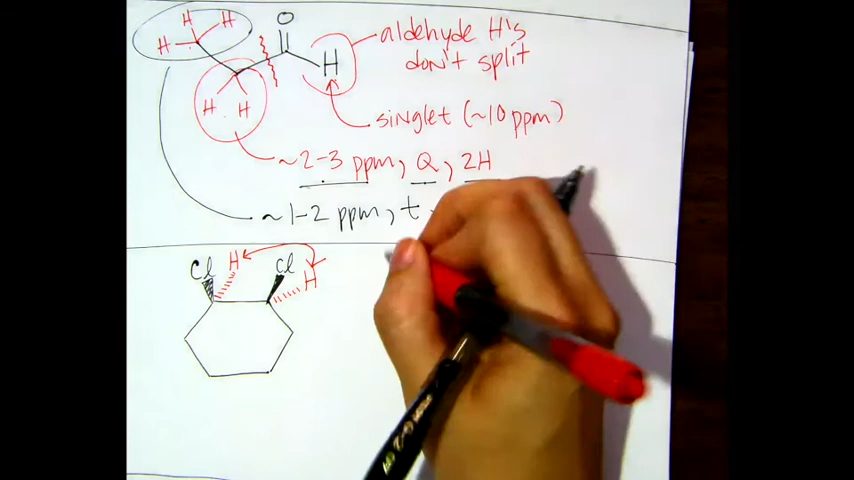 H H O
H
aldehyde H's
don't split
H
H H
singlet (~10 ppm)
~2-3 ppm, Q, 2H
~1-2 ppm, t
Cl H Cl
H